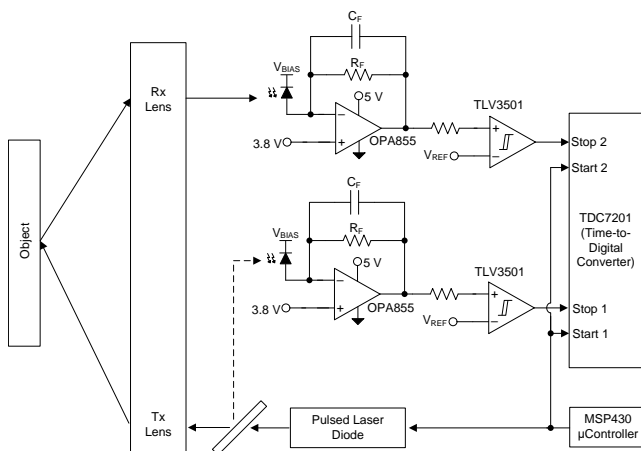 C_F
R_F
V_BIAS
5 V
3.8 V
OPA855
TLV3501
V_REF
Rx
Lens
Stop 2
Start 2
TDC7201
(Time-to-
Digital
Converter)
Object
C_F
R_F
V_BIAS
5 V
3.8 V
OPA855
TLV3501
V_REF
Stop 1
Start 1
Tx
Lens
Pulsed Laser
Diode
MSP430
µController